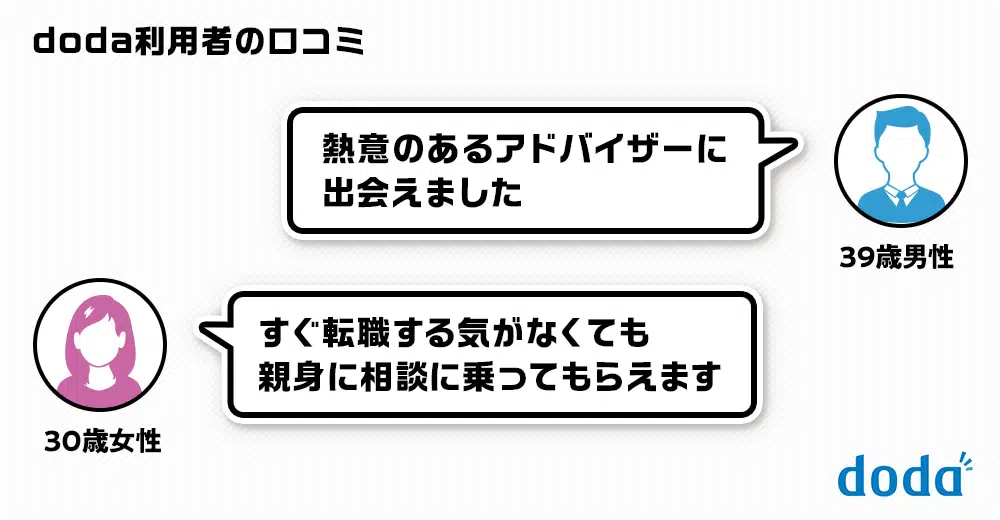 doda利用者の口コミ
熱意のあるアドバイザーに
出会えました
39歳男性
すぐ転職する気がなくても
親身に相談に乗ってもらえます
30歳女性
doda